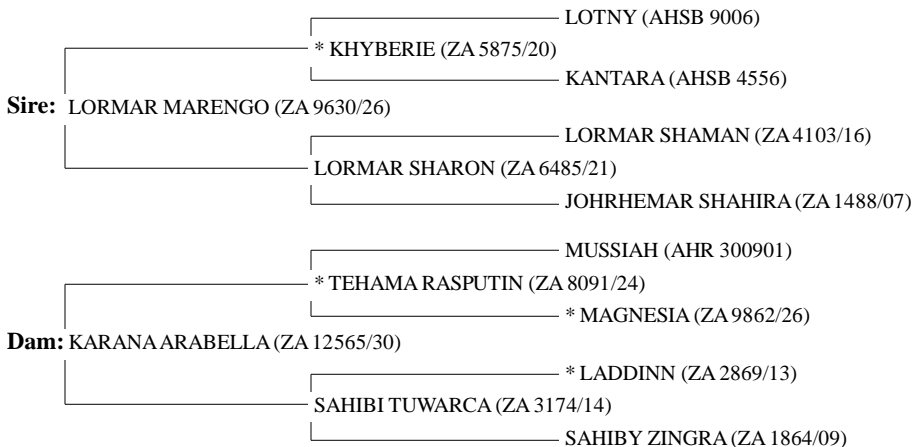 LOTNY (AHSB 9006)
* KHYBERIE (ZA 5875/20)
KANTARA (AHSB 4556)
Sire: LORMAR MARENGO (ZA 9630/26)
LORMAR SHAMAN (ZA 4103/16)
LORMAR SHARON (ZA 6485/21)
JOHRHEMAR SHAHIRA (ZA 1488/07)
MUSSIAH (AHR 300901)
* TEHAMA RASPUTIN (ZA 8091/24)
* MAGNESIA (ZA 9862/26)
Dam: KARANA ARABELLA (ZA 12565/30)
* LADDINN (ZA 2869/13)
SAHIBI TUWARCA (ZA 3174/14)
SAHIBY ZINGRA (ZA 1864/09)